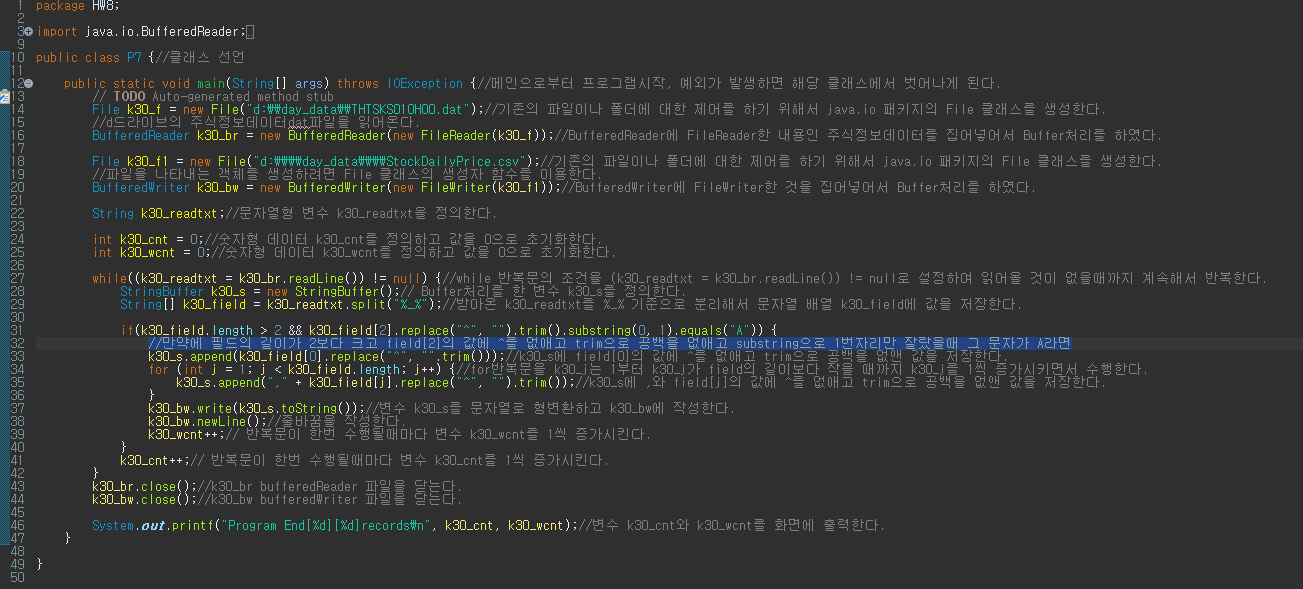 1 package HW8;
2
3 import java.io.BufferedReader;
9
10 public class P7 {//클래스 선언
11
12 public static void main(String[] args) throws IOException {//메인으로부터 프로그램시작, 예외가 발생하면 해당 클래스에서 벗어나게 된다.
13 // TODO Auto-generated method stub
14 File k30_f = new File("d:₩₩day_data₩₩THTSKS010H00.dat");//기존의 파일이나 폴더에 대한 제어를 하기 위해서 java.io 패키지의 File 클래스를 생성한다.
15 //d드라이브의 주식정보데이터dat파일을 읽어온다.
16 BufferedReader k30_br = new BufferedReader(new FileReader(k30_f));//BufferedReader에 FileReader한 내용인 주식정보데이터를 집어넣어서 Buffer처리를 하였다.
17
18 File k30_f1 = new File("d:₩₩₩₩day_data₩₩₩₩StockDailyPrice.csv");//기존의 파일이나 폴더에 대한 제어를 하기 위해서 java.io 패키지의 File 클래스를 생성한다.
19 //파일을 나타내는 객체를 생성하려면 File 클래스의 생성자 함수를 이용한다.
20 BufferedWriter k30_bw = new BufferedWriter(new FileWriter(k30_f1));//BufferedWriter에 FileWriter한 것을 집어넣어서 Buffer처리를 하였다.
21
22 String k30_readtxt;//문자열형 변수 k30_readtxt을 정의한다.
23
24 int k30_cnt = 0;//숫자형 데이터 k30_cnt를 정의하고 값을 0으로 초기화한다.
25 int k30_wcnt = 0;//숫자형 데이터 k30_wcnt를 정의하고 값을 0으로 초기화한다.
26
27 while((k30_readtxt = k30_br.readLine()) != null) {//while 반복문의 조건을 (k30_readtxt = k30_br.readLine()) != null로 설정하여 읽어올 것이 없을때까지 계속해서 반복한다.
28 StringBuffer k30_s = new StringBuffer();// Buffer처리를 한 변수 k30_s를 정의한다.
29 String[] k30_field = k30_readtxt.split("%_%");//받아온 k30_readtxt를 %_% 기준으로 분리해서 문자열 배열 k30_field에 값을 저장한다.
30
31 if(k30_field.length > 2 && k30_field[2].replace("^", "").trim().substring(0, 1).equals("A")) {
32 //만약에 필드의 길이가 2보다 크고 field[2]의 값에 ^를 없애고 trim으로 공백을 없애고 substring으로 1번자리만 잘랐을때 그 문자가 A라면
33 k30_s.append(k30_field[0].replace("^", "".trim()));//k30_s에 field[0]의 값에 ^를 없애고 trim으로 공백을 없앤 값을 저장한다.
34 for (int j = 1; j < k30_field.length; j++) {//for반복문을 k30_j는 1부터 k30_j가 field의 길이보다 작을 때까지 k30_j를 1씩 증가시키면서 수행한다.
35 k30_s.append("," + k30_field[j].replace("^", "").trim());//k30_s에 ,와 field[j]의 값에 ^를 없애고 trim으로 공백을 없앤 값을 저장한다.
36 }
37 k30_bw.write(k30_s.toString());//변수 k30_s를 문자열로 형변환하고 k30_bw에 작성한다.
38 k30_bw.newLine();//줄바꿈을 작성한다.
39 k30_wcnt++;// 반복문이 한번 수행될때마다 변수 k30_wcnt를 1씩 증가시킨다.
40 }
41 k30_cnt++;// 반복문이 한번 수행될때마다 변수 k30_cnt를 1씩 증가시킨다.
42 }
43 k30_br.close();//k30_br bufferedReader 파일을 닫는다.
44 k30_bw.close();//k30_bw bufferedWriter 파일을 닫는다.
45
46 System.out.printf("Program End[%d][%d]records₩n", k30_cnt, k30_wcnt);//변수 k30_cnt와 k30_wcnt를 화면에 출력한다.
47 }
48
49 }
50